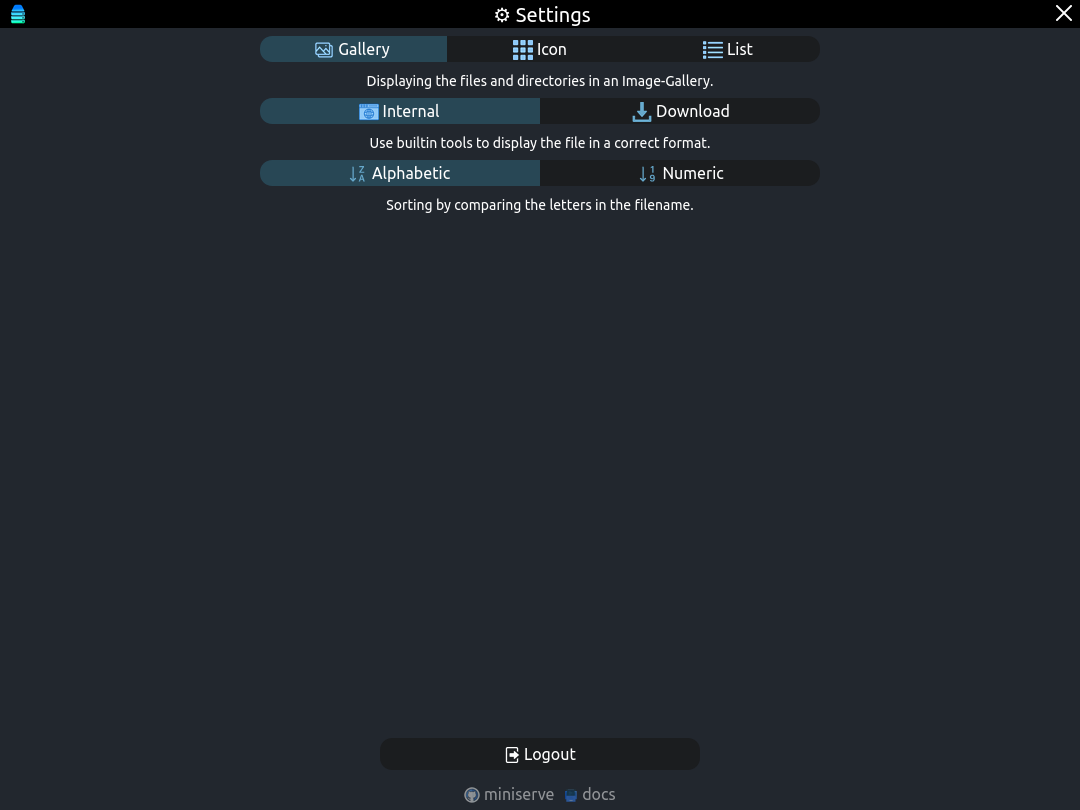 Settings
Gallery Icon List
Displaying the files and directories in an Image-Gallery.
Internal Download
Use builtin tools to display the file in a correct format.
Alphabetic Numeric
Sorting by comparing the letters in the filename.
Logout
miniserve docs